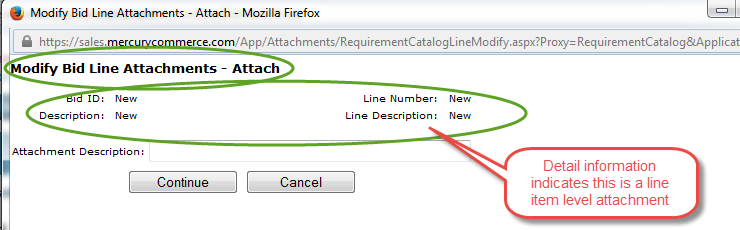 Modify Bid Line Attachments - Attach - Mozilla Firefox
https://sales.mercurycommerce.com/App/Attachments/RequirementCatalogLineModify.aspx?Proxy=RequirementCatalog&Applicat
Modify Bid Line Attachments - Attach
Bid ID: New Line Number: New
Description: New Line Description: New
Attachment Description:
Continue Cancel
Detail information
indicates this is a line
item level attachment